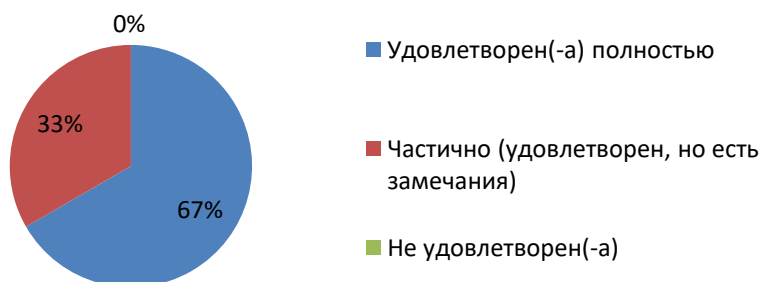 0%
33%
67%
Удовлетворен(-а) полностью
Частично (удовлетворен, но есть
замечания)
Не удовлетворен(-а)